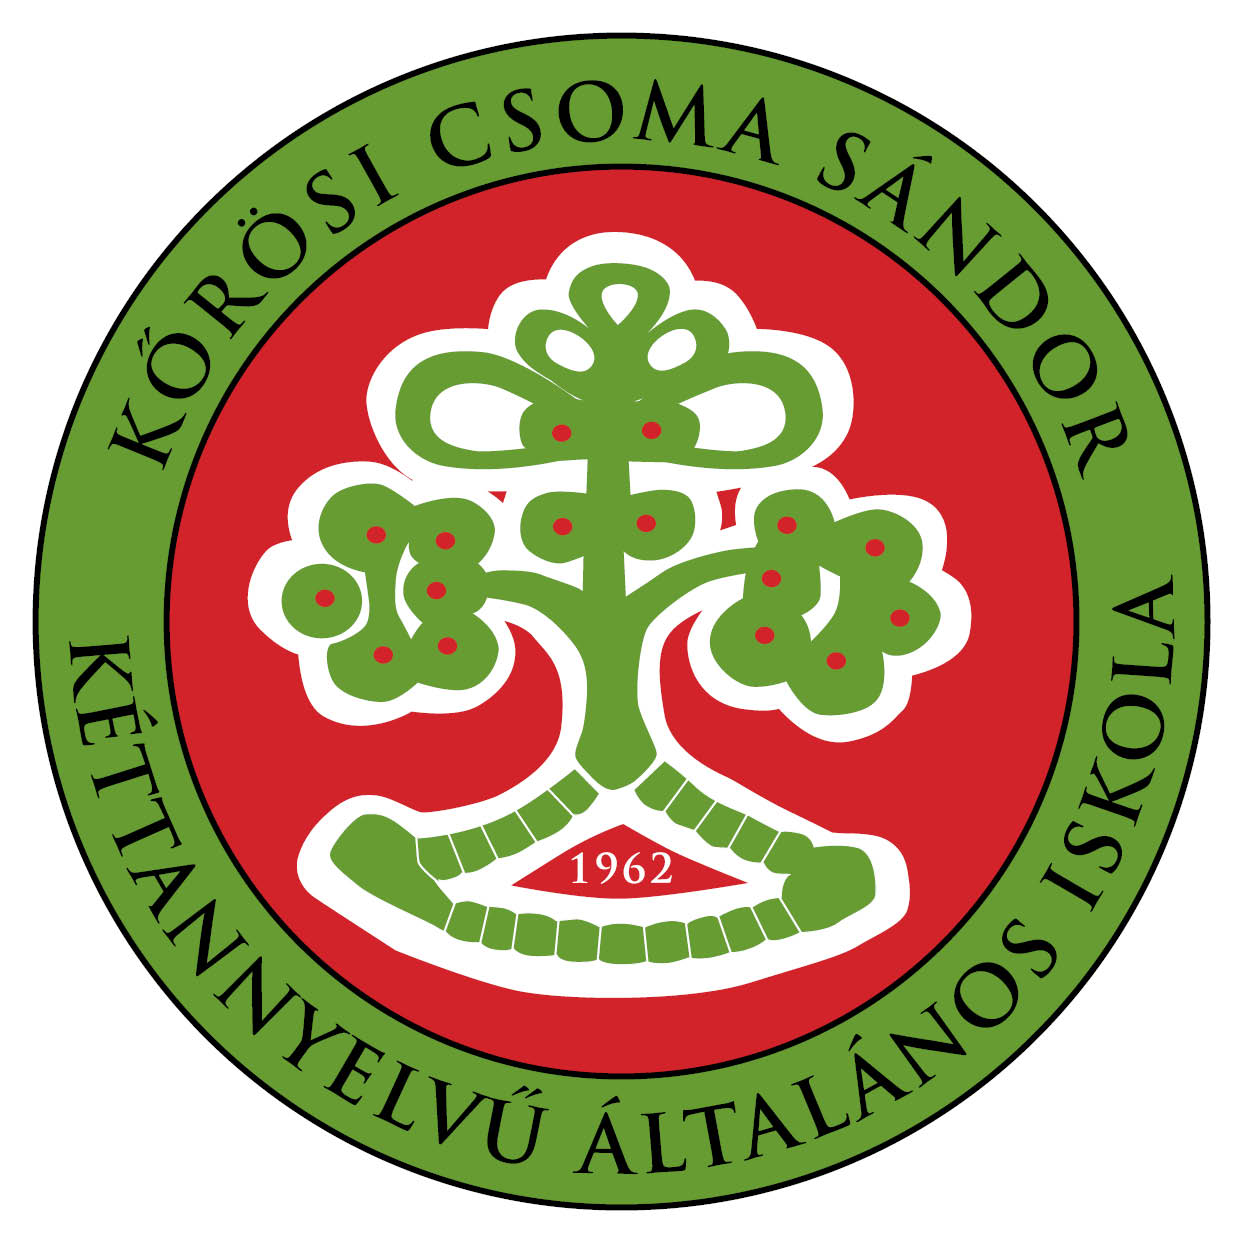 KŐRÖSI CSOMA SÁNDOR
KÉTTANNYELVŰ ÁLTALÁNOS ISKOLA
1962